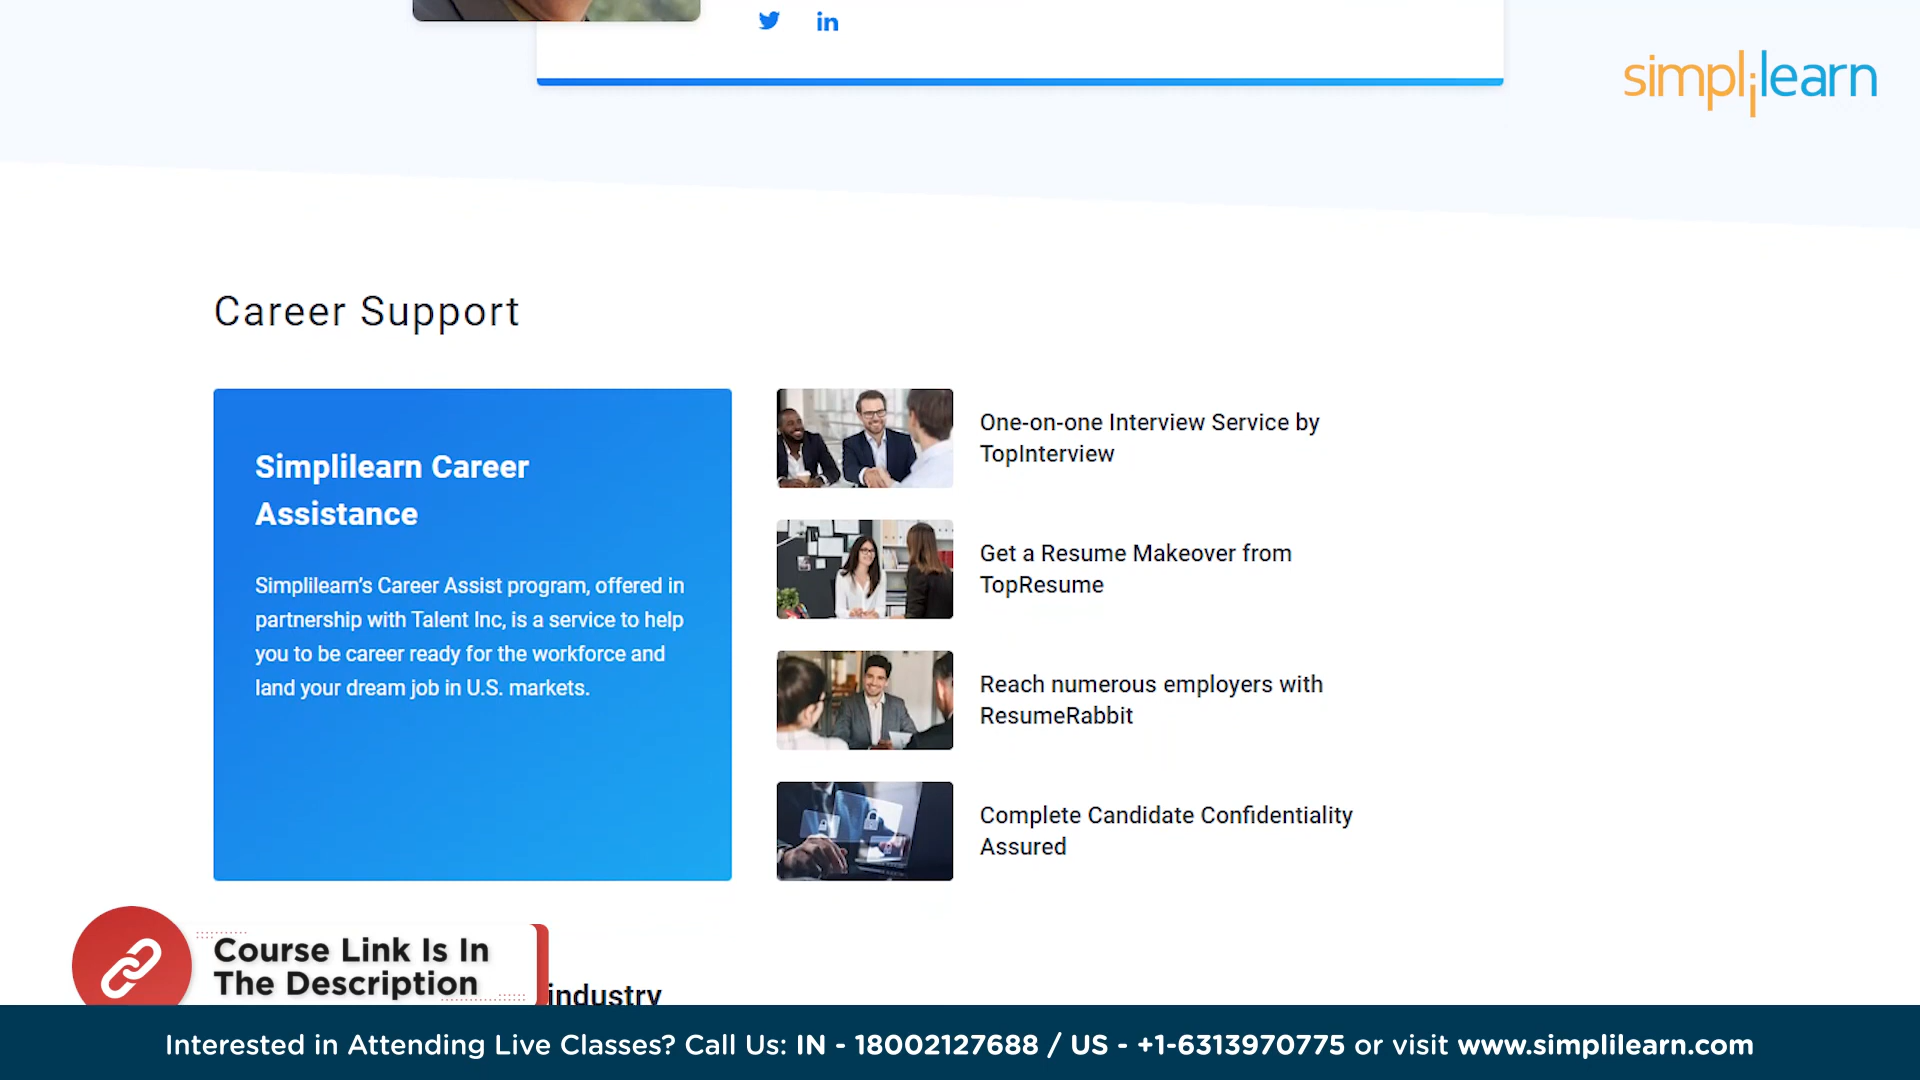 simplilearn
Career Support
Simplilearn Career
Assistance
Simplilearn’s Career Assist program, offered in
partnership with Talent Inc, is a service to help
you to be career ready for the workforce and
land your dream job in U.S. markets.
One-on-one Interview Service by
TopInterview
Get a Resume Makeover from
TopResume
Reach numerous employers with
ResumeRabbit
Complete Candidate Confidentiality
Assured
Course Link Is In
The Description
industry
Interested in Attending Live Classes? Call Us: IN - 18002127688 / US - +1-6313970775 or visit www.simplilearn.com